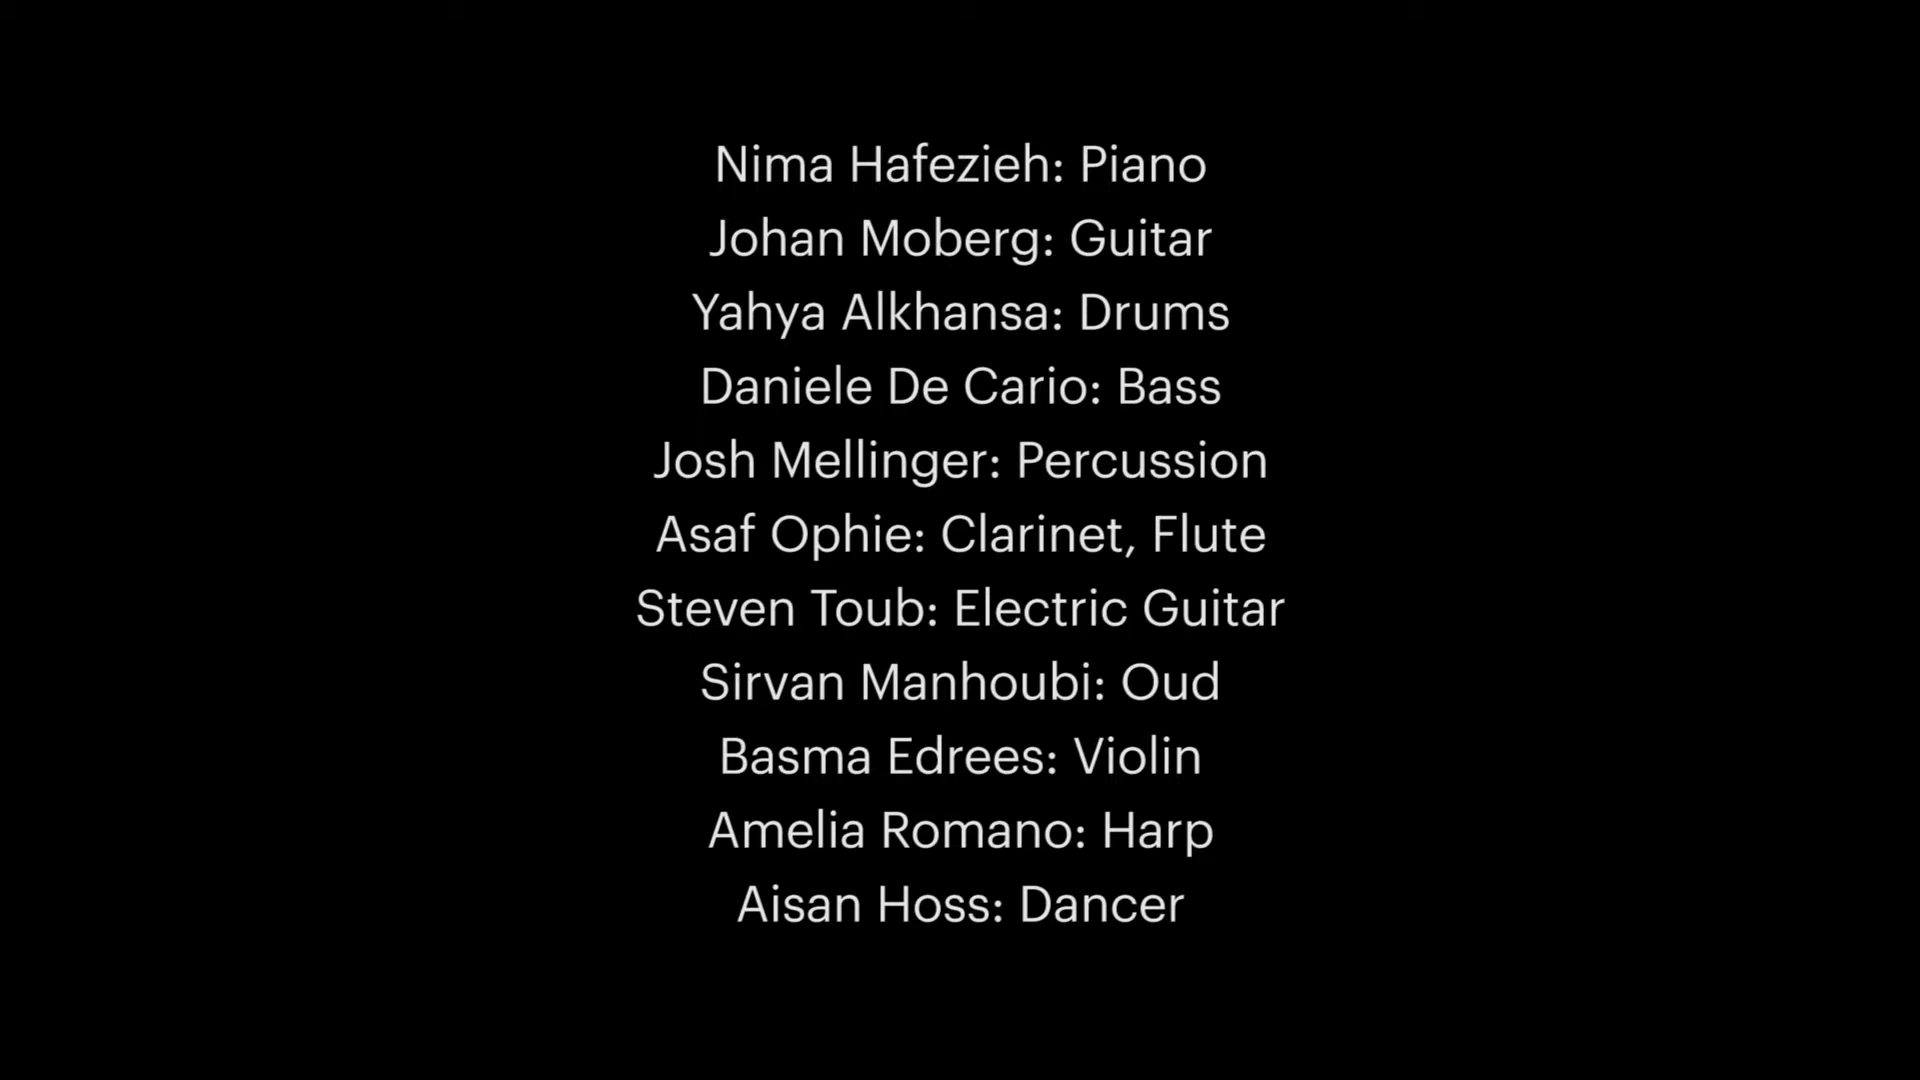 Nima Hafezieh: Piano
Johan Moberg: Guitar
Yahya Alkhansa: Drums
Daniele De Cario: Bass
Josh Mellinger: Percussion
Asaf Ophie: Clarinet, Flute
Steven Toub: Electric Guitar
Sirvan Manhoubi: Oud
Basma Edrees: Violin
Amelia Romano: Harp
Aisan Hoss: Dancer